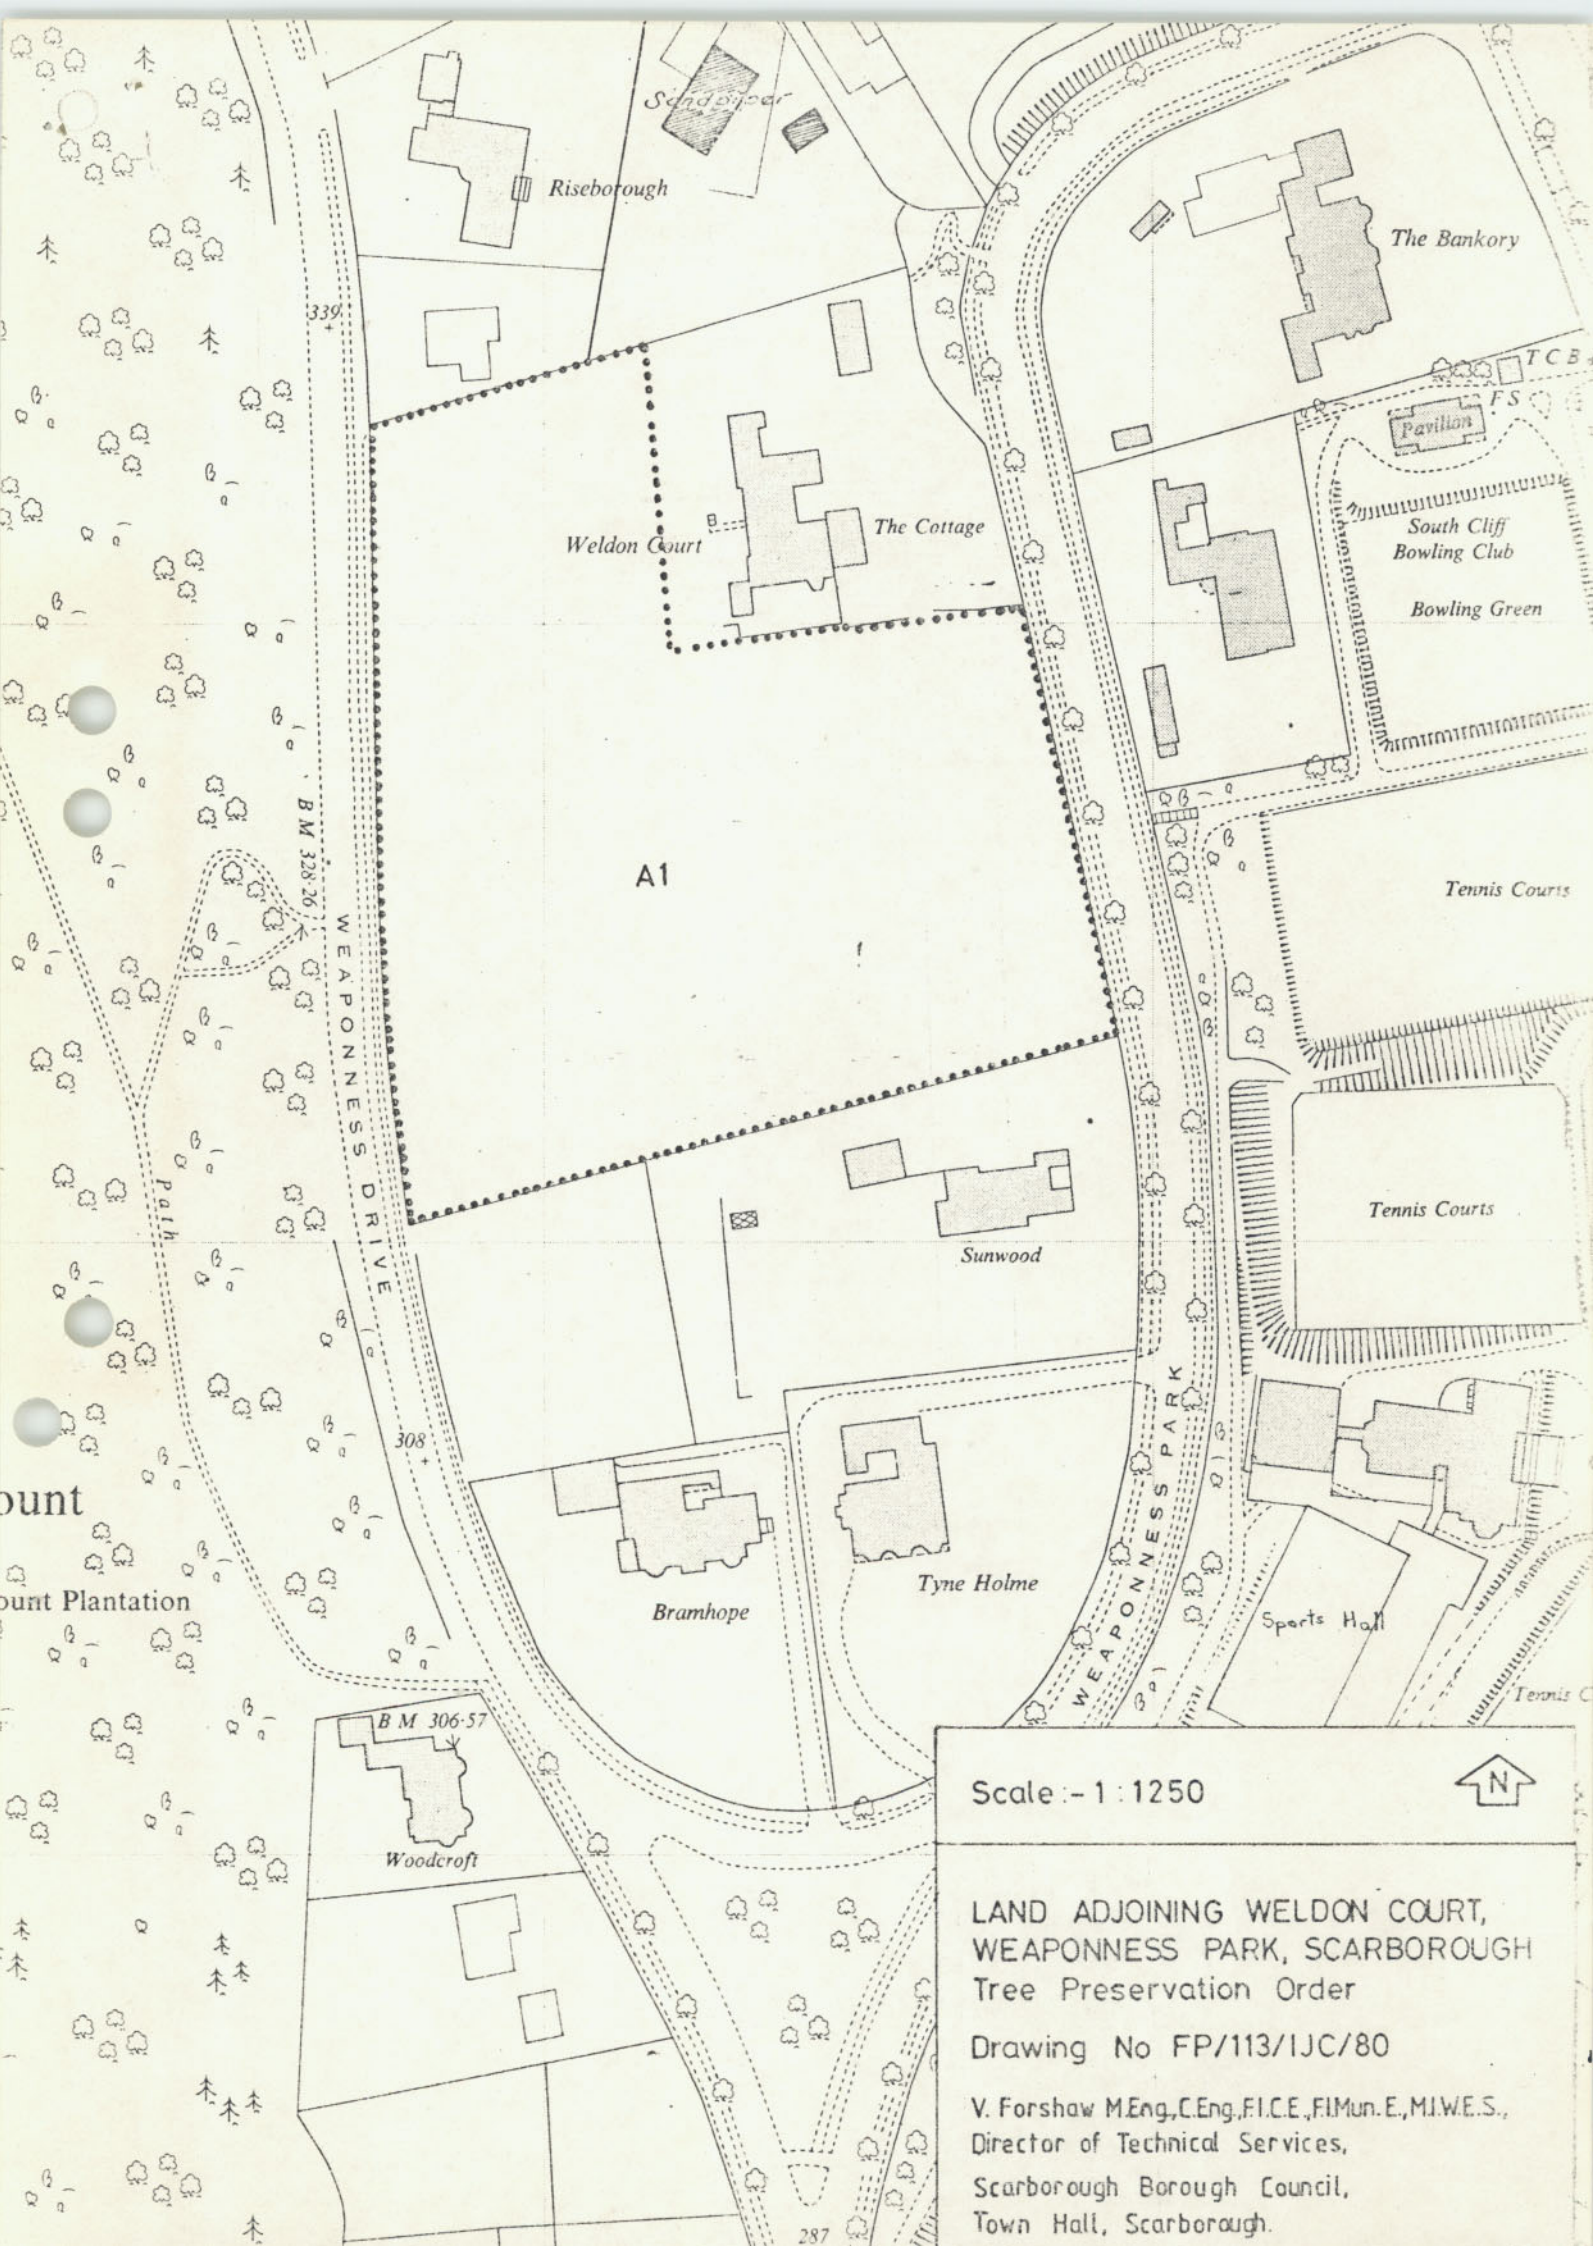 Sandpiper
Riseborough
The Bankory
339
TCB
FS
Pavilion
Weldon Court
The Cottage
South Cliff
Bowling Club
Bowling Green
BM 328·26
WEAPONNESS DRIVE
A1
Tennis Courts
Path
Tennis Courts
Sunwood
308
WEAPONNESS PARK
ount
ount Plantation
Bramhope
Tyne Holme
Sports Hall
Tennis C
BM 306·57
Woodcroft
287
Scale:- 1 : 1250
N
LAND ADJOINING WELDON COURT,
WEAPONNESS PARK, SCARBOROUGH
Tree Preservation Order
Drawing No FP/113/IJC/80
V. Forshaw M.Eng.,C.Eng.,F.I.C.E.,F.I.Mun.E.,M.I.W.E.S.,
Director of Technical Services,
Scarborough Borough Council,
Town Hall, Scarborough.